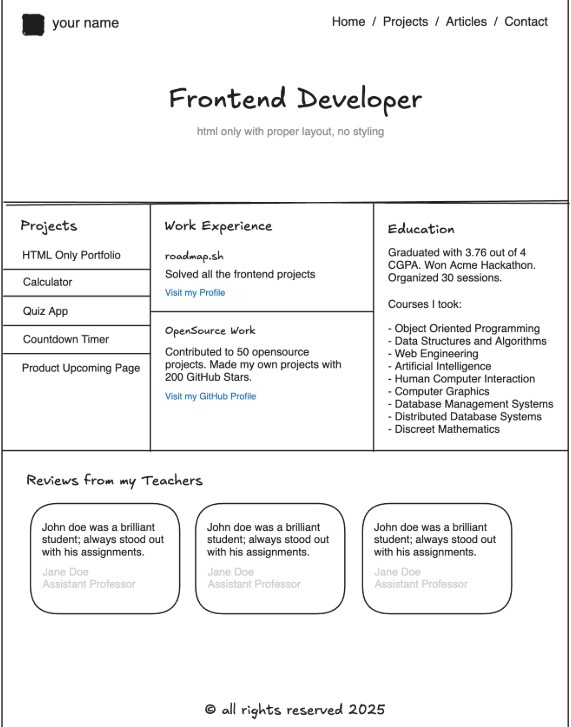 your name
Home / Projects / Articles / Contact
Frontend Developer
html only with proper layout, no styling
Projects
HTML Only Portfolio
Calculator
Quiz App
Countdown Timer
Product Upcoming Page
Work Experience
roadmap.sh
Solved all the frontend projects
Visit my Profile
OpenSource Work
Contributed to 50 opensource
projects. Made my own projects with
200 GitHub Stars.
Visit my GitHub Profile
Education
Graduated with 3.76 out of 4
CGPA. Won Acme Hackathon.
Organized 30 sessions.
Courses I took:
- Object Oriented Programming
- Data Structures and Algorithms
- Web Engineering
- Artificial Intelligence
- Human Computer Interaction
- Computer Graphics
- Database Management Systems
- Distributed Database Systems
- Discreet Mathematics
Reviews from my Teachers
John doe was a brilliant
student; always stood out
with his assignments.
Jane Doe
Assistant Professor
John doe was a brilliant
student; always stood out
with his assignments.
Jane Doe
Assistant Professor
John doe was a brilliant
student; always stood out
with his assignments.
Jane Doe
Assistant Professor
© all rights reserved 2025